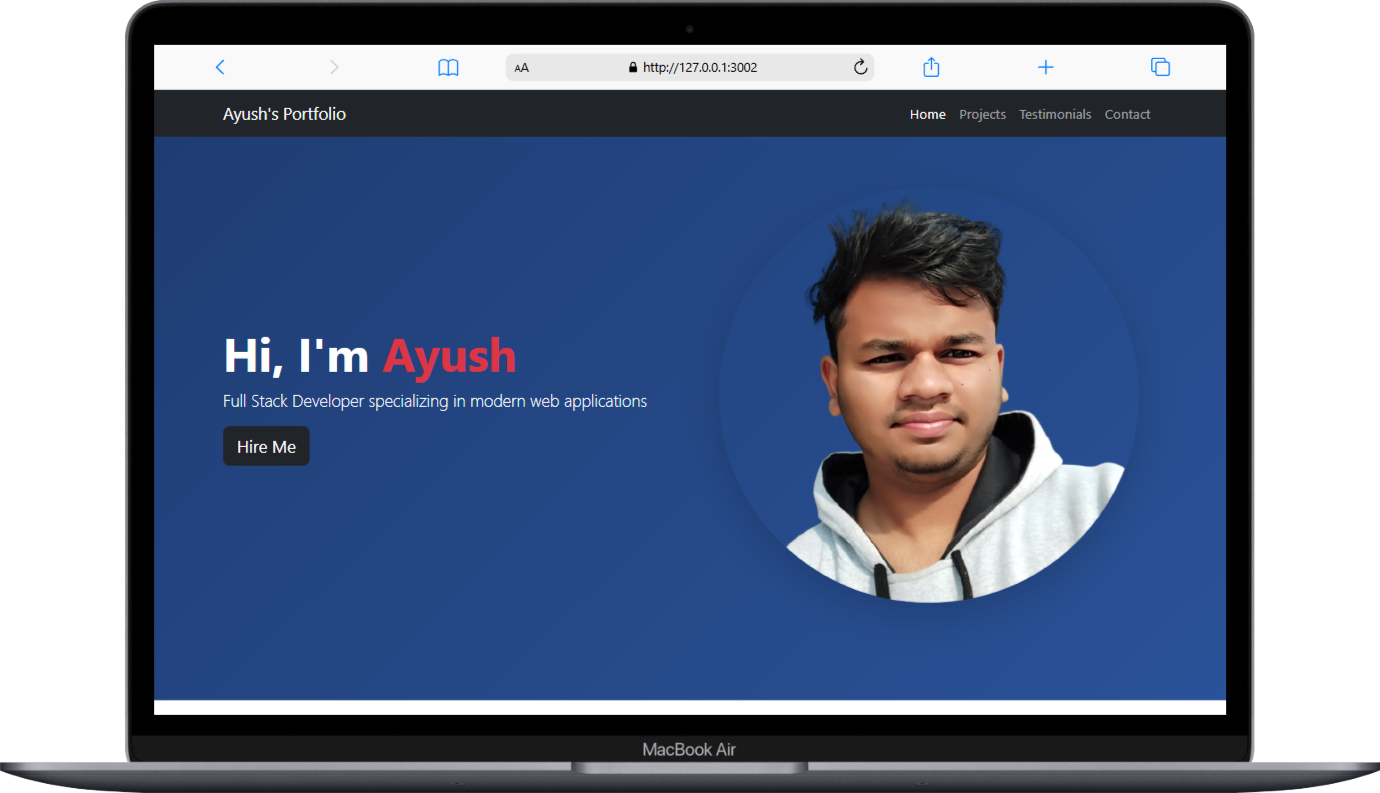 AA http://127.0.0.1:3002
Ayush's Portfolio Home Projects Testimonials Contact
Hi, I'm Ayush
Full Stack Developer specializing in modern web applications
Hire Me
MacBook Air